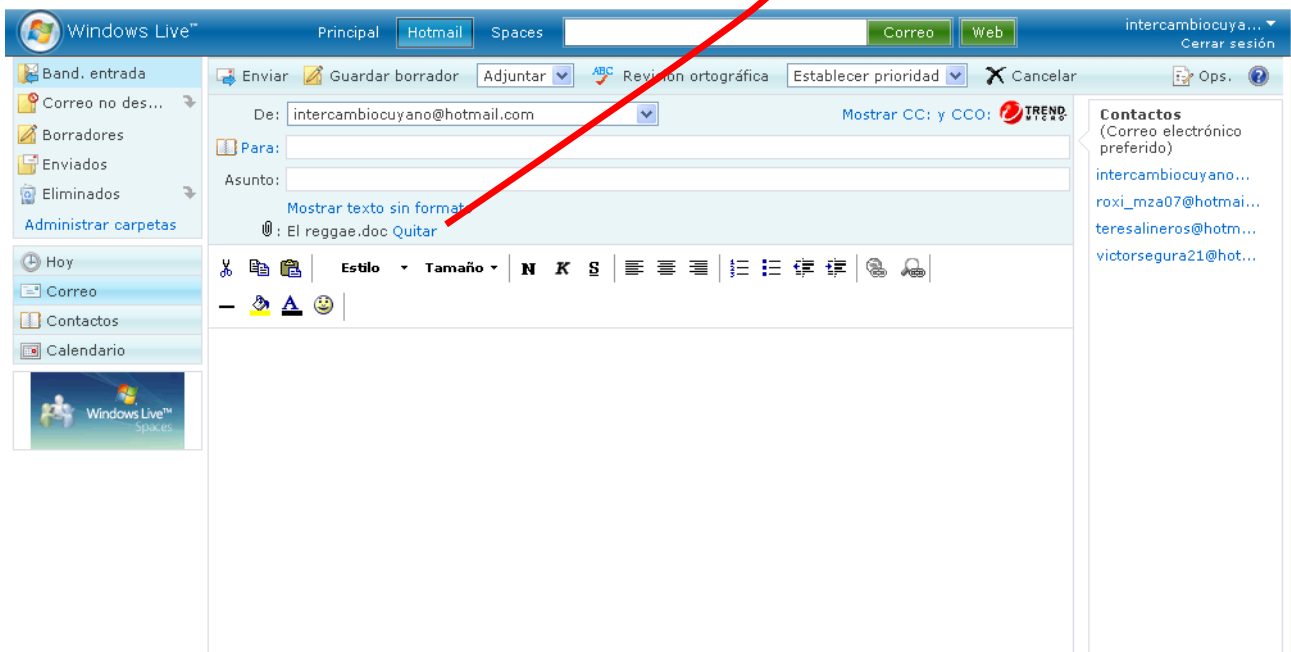 Windows Live™ Principal Hotmail Spaces Correo Web intercambiocuya...
Cerrar sesión
Band. entrada
Correo no des...
Borradores
Enviados
Eliminados
Administrar carpetas
Hoy
Correo
Contactos
Calendario
Windows Live™
Spaces
Enviar Guardar borrador Adjuntar ABC Revisión ortográfica Establecer prioridad Cancelar Ops. ?
De: intercambiocuyano@hotmail.com Mostrar CC: y CCO: TREND MICRO
Para:
Asunto:
Mostrar texto sin formato
: El reggae.doc Quitar
Estilo Tamaño N K S
A
Contactos
(Correo electrónico
preferido)
intercambiocuyano...
roxi_mza07@hotmai...
teresalineros@hotm...
victorsegura21@hot...